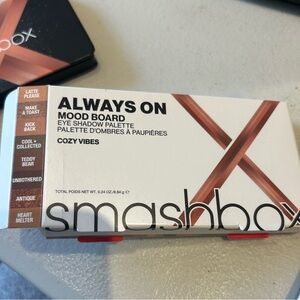 box
LATTE
PLEASE
MAKE
A TOAST
KICK
BACK
COOL +
COLLECTED
TEDDY
BEAR
UNBOTHERED
ANTIQUE
HEART
MELTER
ALWAYS ON
MOOD BOARD
EYE SHADOW PALETTE
PALETTE D'OMBRES À PAUPIÈRES
COZY VIBES
TOTAL POIDS NET WT. 0.24 OZ./6.84 g ℮
smashbox